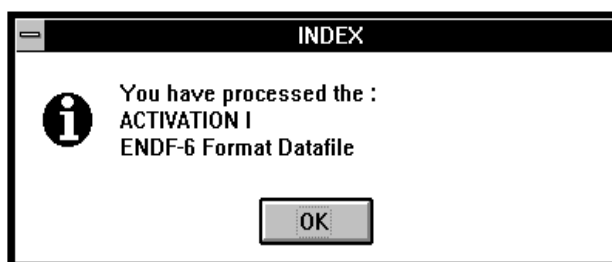 INDEX
You have processed the :
ACTIVATION I
ENDF-6 Format Datafile
OK